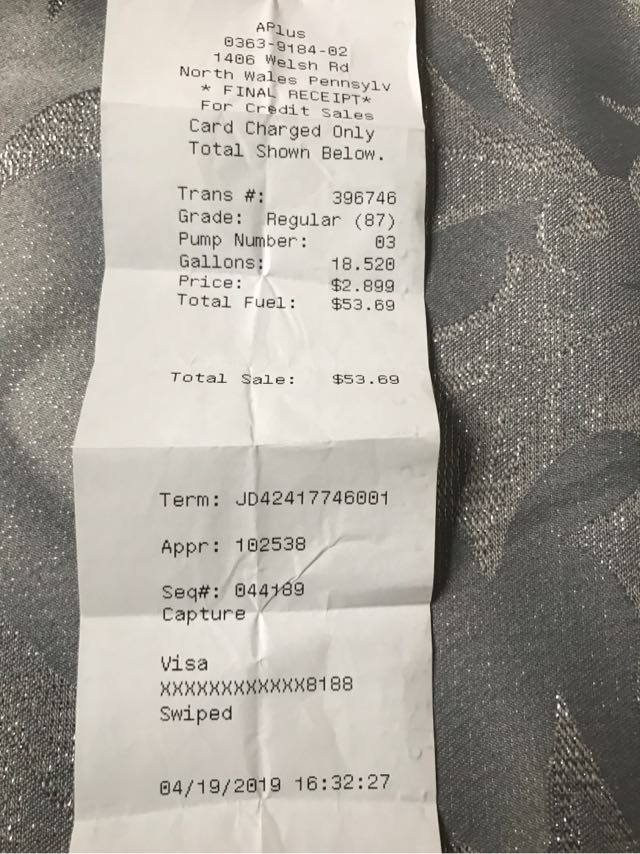 APlus
0363-9184-02
1406 Welsh Rd
North Wales Pennsylv
* FINAL RECEIPT*
For Credit Sales
Card Charged Only
Total Shown Below.
Trans #: 396746
Grade: Regular (87)
Pump Number: 03
Gallons: 18.520
Price: $2.899
Total Fuel: $53.69
Total Sale: $53.69
Term: JD42417746001
Appr: 102538
Seq#: 044189
Capture
Visa
XXXXXXXXXXXX8188
Swiped
04/19/2019 16:32:27